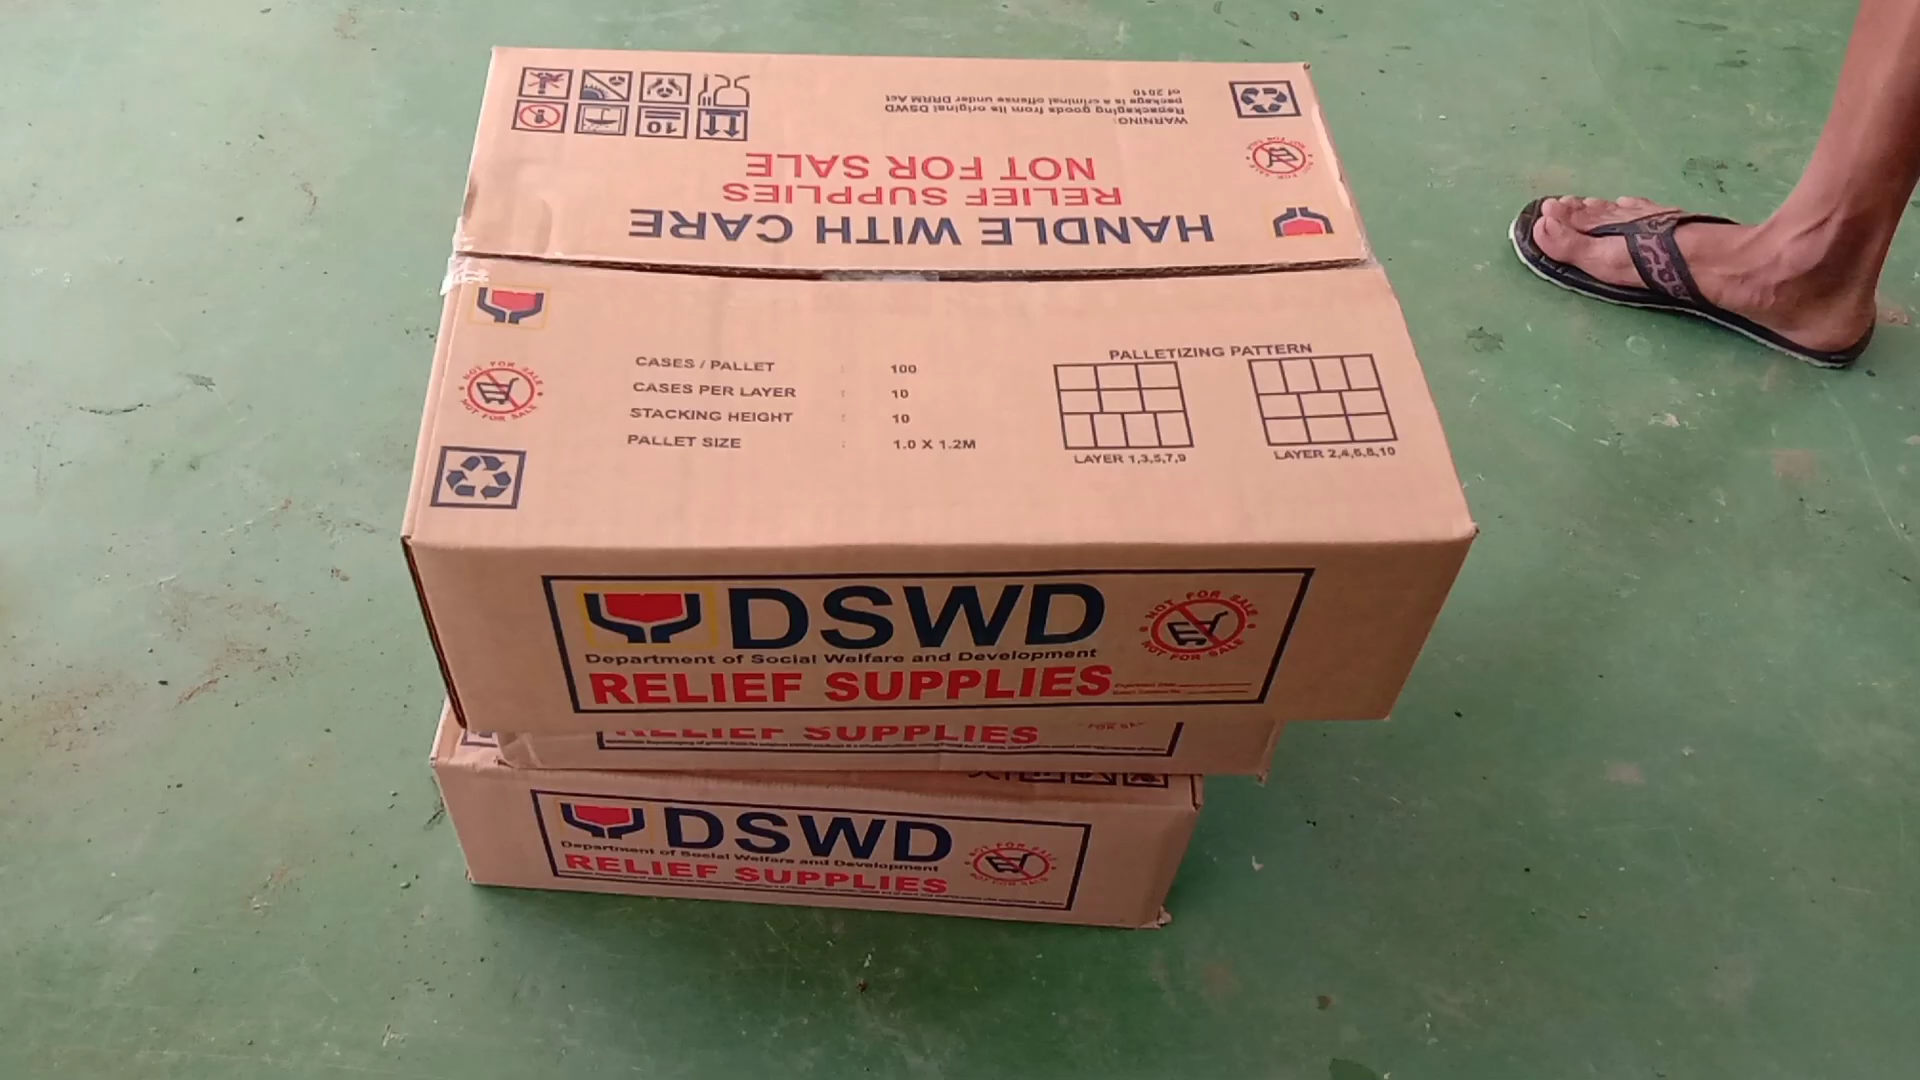 WARNING:
Repackaging goods from its original DSWD
package is a criminal offense under DRRM Act
of 2010
10
NOT FOR SALE
RELIEF SUPPLIES
HANDLE WITH CARE
NOT FOR SALE
NOT FOR SALE
CASES / PALLET : 100
CASES PER LAYER : 10
STACKING HEIGHT : 10
PALLET SIZE : 1.0 X 1.2M
PALLETIZING PATTERN
LAYER 1,3,5,7,9
LAYER 2,4,6,8,10
DSWD
Department of Social Welfare and Development
RELIEF SUPPLIES
NOT FOR SALE
NOT FOR SALE
RELIEF SUPPLIES
FOR SALE
DSWD
Department of Social Welfare and Development
RELIEF SUPPLIES
NOT FOR SALE
NOT FOR SALE